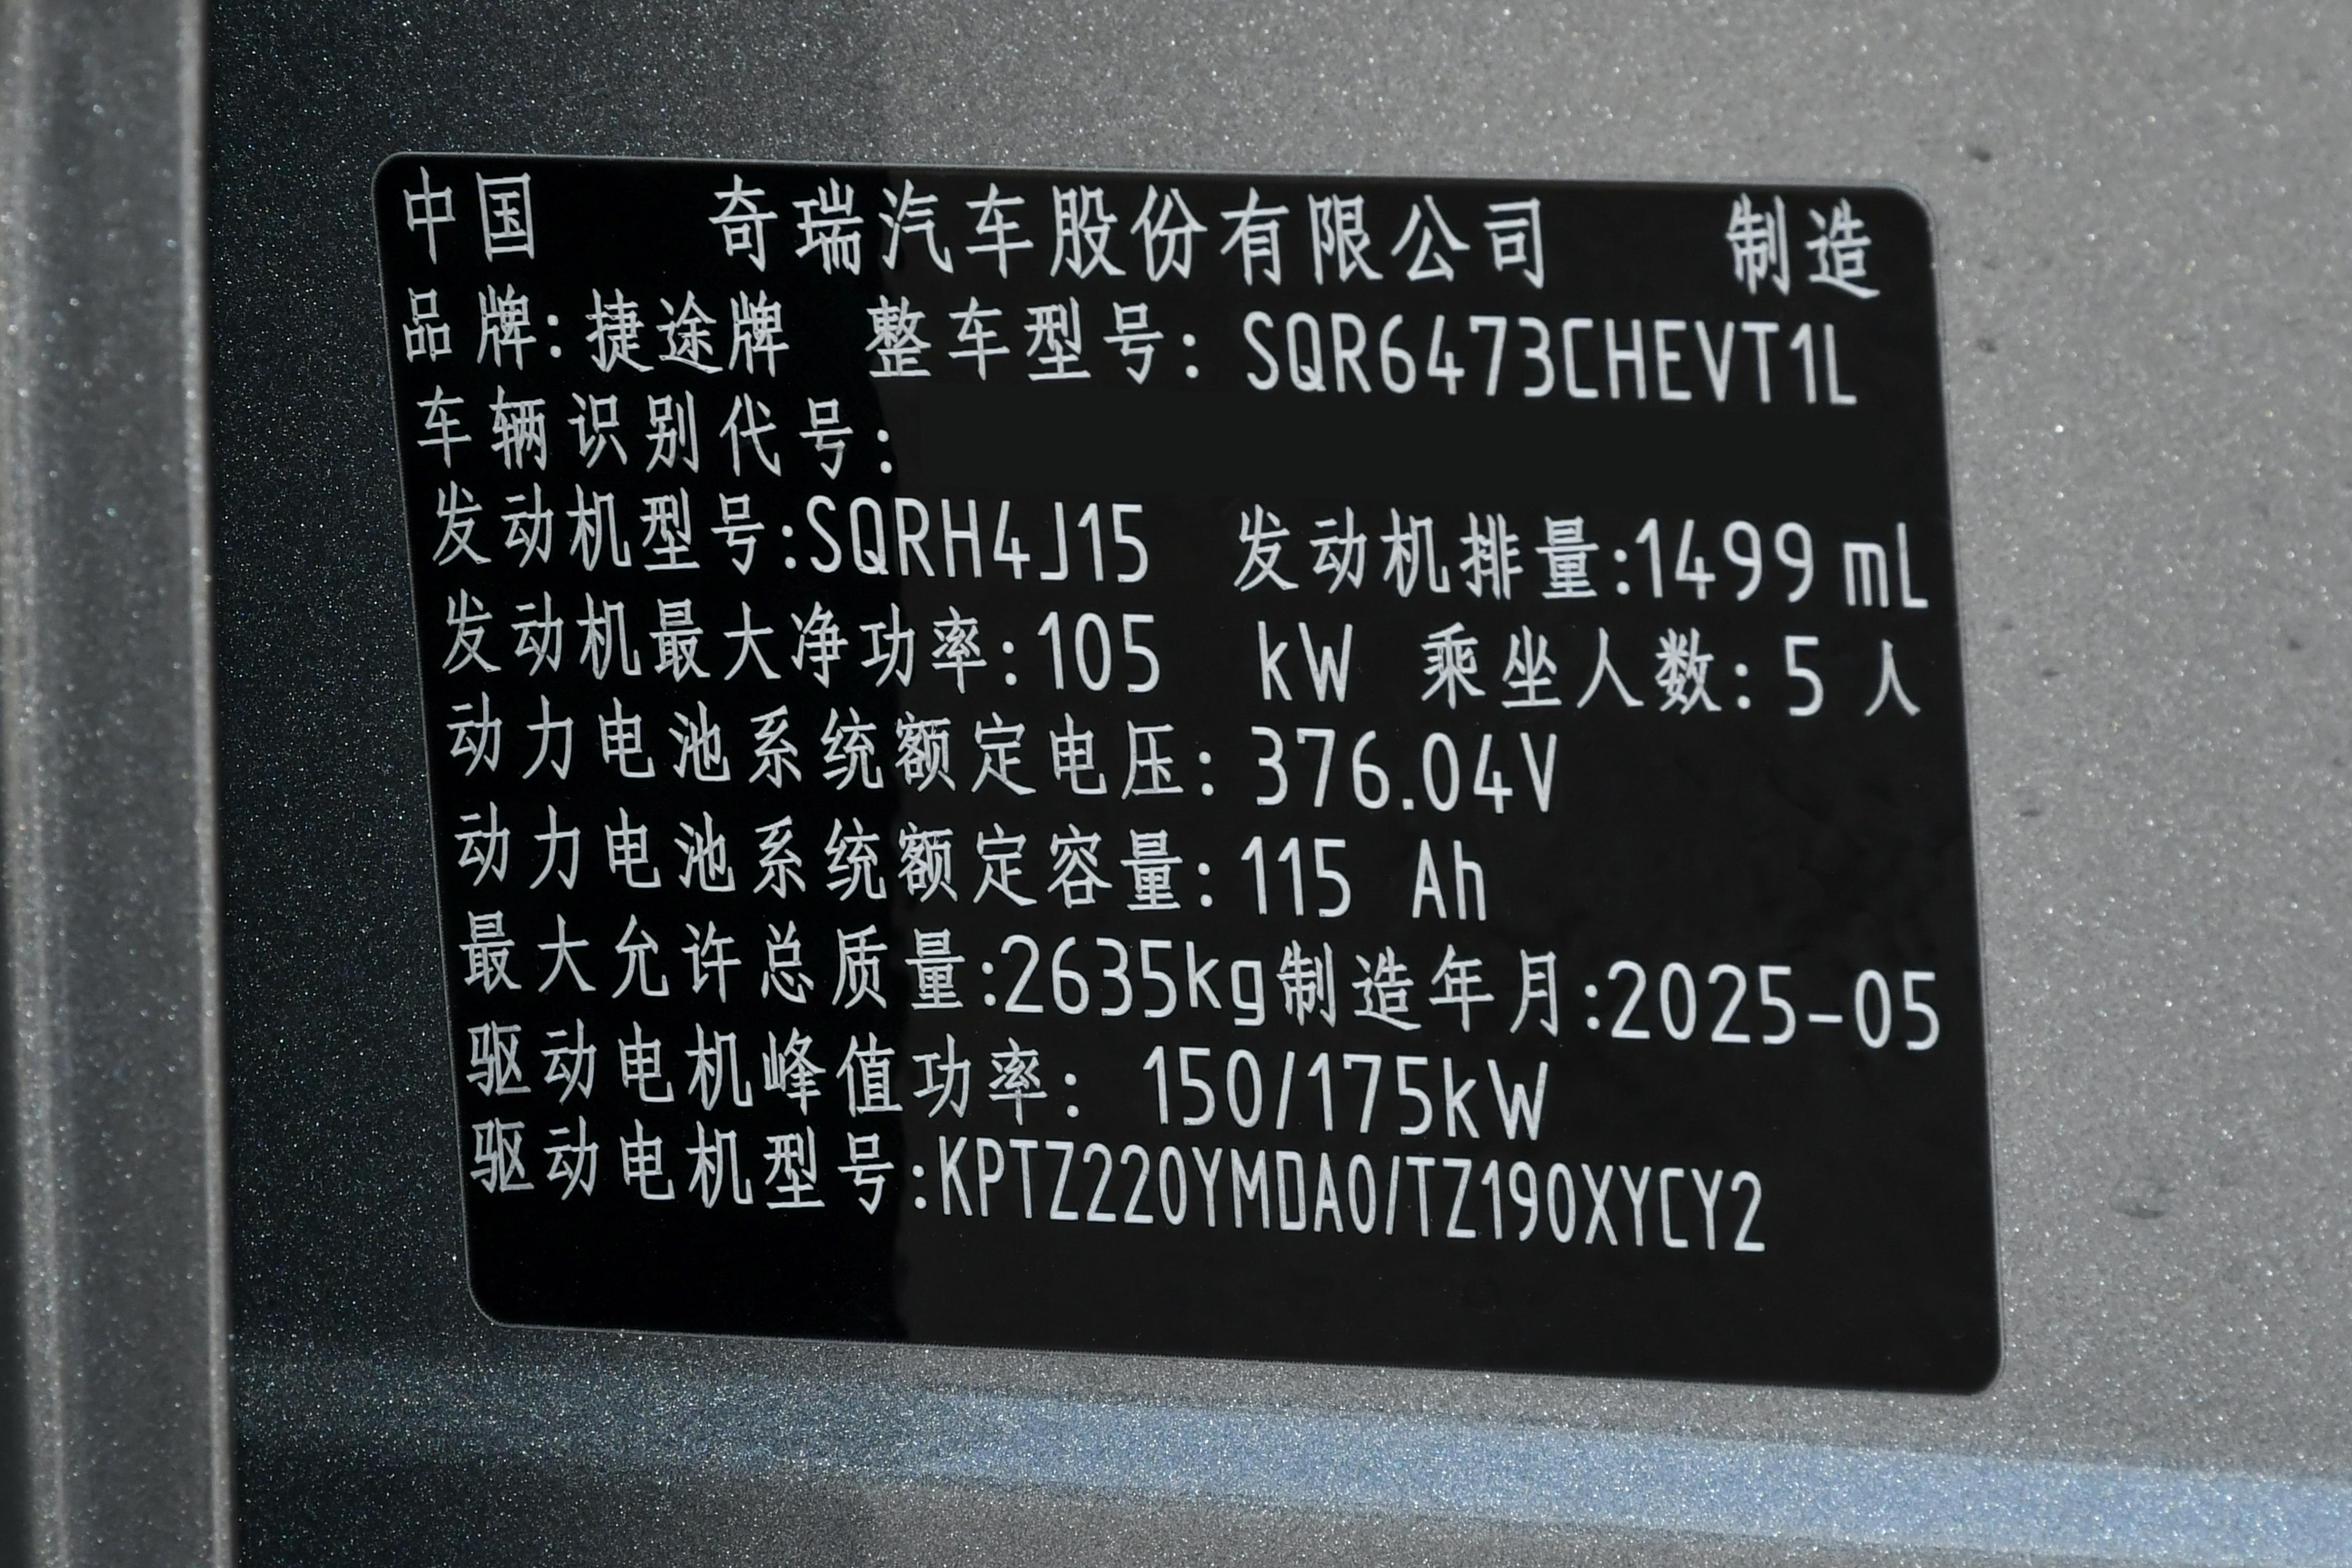 中国 奇瑞汽车股份有限公司 制造
品牌:捷途牌 整车型号: SQR6473CHEVT1L
车辆识别代号:
发动机型号:SQRH4J15 发动机排量:1499 mL
发动机最大净功率:105 kW 乘坐人数: 5 人
动力电池系统额定电压: 376.04V
动力电池系统额定容量: 115 Ah
最大允许总质量:2635kg制造年月:2025-05
驱动电机峰值功率: 150/175kW
驱动电机型号:KPTZ220YMDA0/TZ190XYCY2